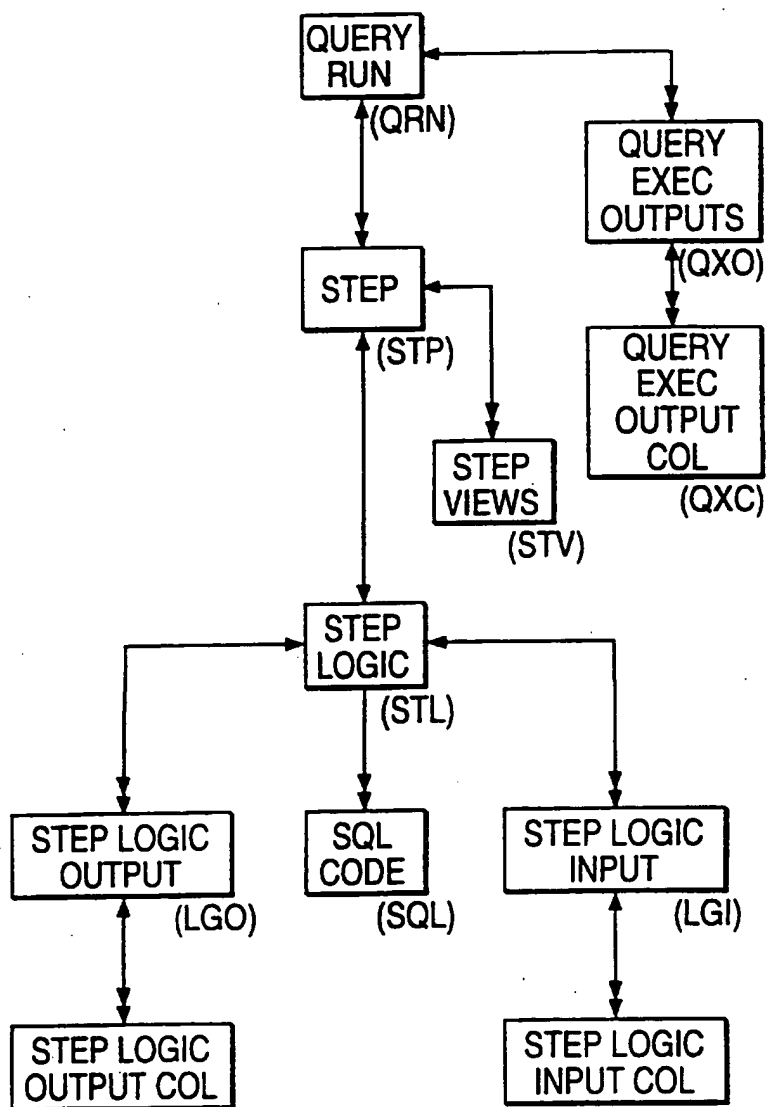 QUERY
RUN
(QRN)
QUERY
EXEC
OUTPUTS
(QXO)
STEP
(STP)
QUERY
EXEC
OUTPUT
COL
(QXC)
STEP
VIEWS
(STV)
STEP
LOGIC
(STL)
STEP LOGIC
OUTPUT
(LGO)
SQL
CODE
(SQL)
STEP LOGIC
INPUT
(LGI)
STEP LOGIC
OUTPUT COL
STEP LOGIC
INPUT COL